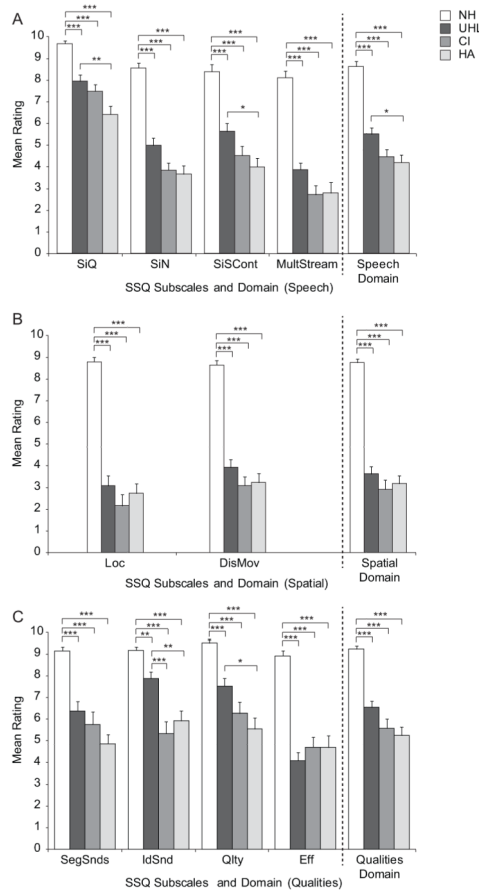 A
***
***
***
**
***
***
***
***
***
***
*
***
***
***
***
***
***
*
NH
UHL
CI
HA
10
9
8
7
6
5
4
3
2
1
0
Mean Rating
SiQ
SiN
SiSCont
MultStream
Speech
Domain
SSQ Subscales and Domain (Speech)
B
***
***
***
***
***
***
***
***
***
10
9
8
7
6
5
4
3
2
1
0
Mean Rating
Loc
DisMov
Spatial
Domain
SSQ Subscales and Domain (Spatial)
C
***
***
***
***
***
**
**
***
***
***
***
*
***
***
***
***
***
***
10
9
8
7
6
5
4
3
2
1
0
Mean Rating
SegSnds
IdSnd
Qlty
Eff
Qualities
Domain
SSQ Subscales and Domain (Qualities)